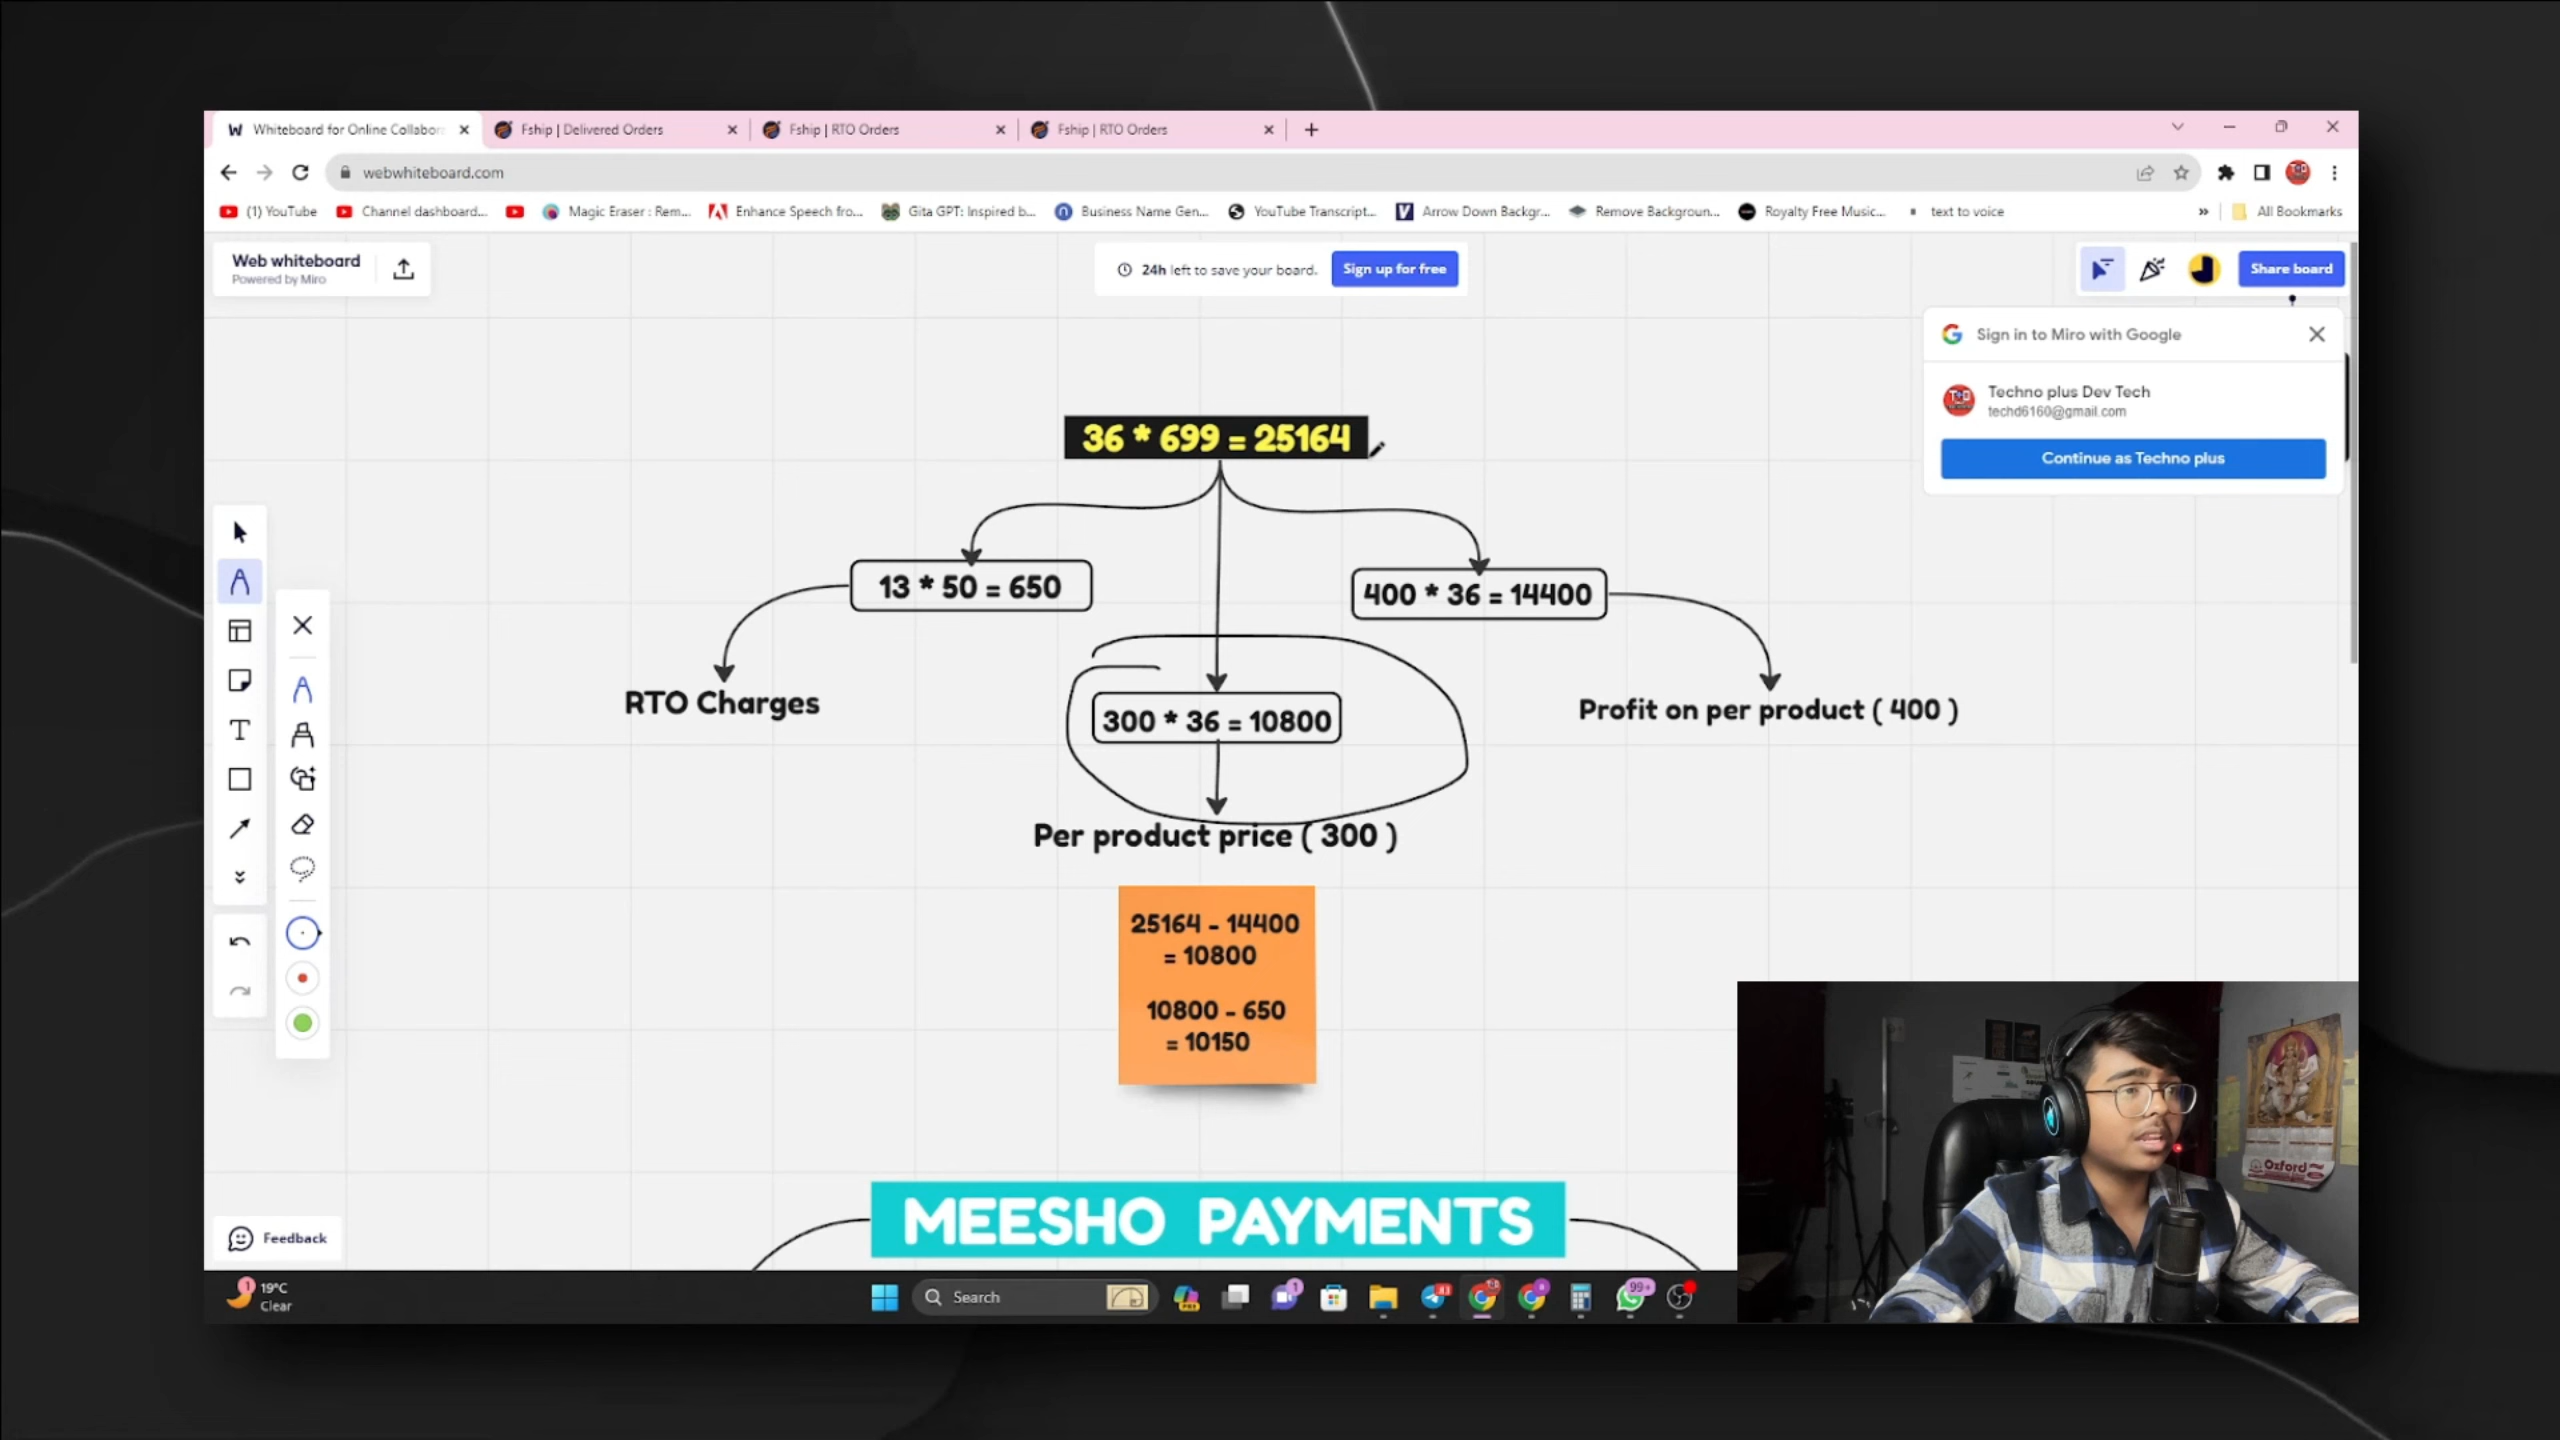 Whiteboard for Online Collabor
Fship | Delivered Orders
Fship | RTO Orders
Fship | RTO Orders
webwhiteboard.com
(1) YouTube
Channel dashboard...
Magic Eraser : Rem...
Enhance Speech fro...
Gita GPT: Inspired b...
Business Name Gen...
YouTube Transcript...
Arrow Down Backgr...
Remove Backgroun...
Royalty Free Music...
text to voice
All Bookmarks
Web whiteboard
Powered by Miro
24h left to save your board.
Sign up for free
Share board
Sign in to Miro with Google
Techno plus Dev Tech
techd6160@gmail.com
Continue as Techno plus
36 * 699 = 25164
13 * 50 = 650
400 * 36 = 14400
RTO Charges
300 * 36 = 10800
Profit on per product ( 400 )
Per product price ( 300 )
25164 - 14400
= 10800
10800 - 650
= 10150
MEESHO PAYMENTS
Feedback
Oxford
1
19°C
Clear
Search
1
99+